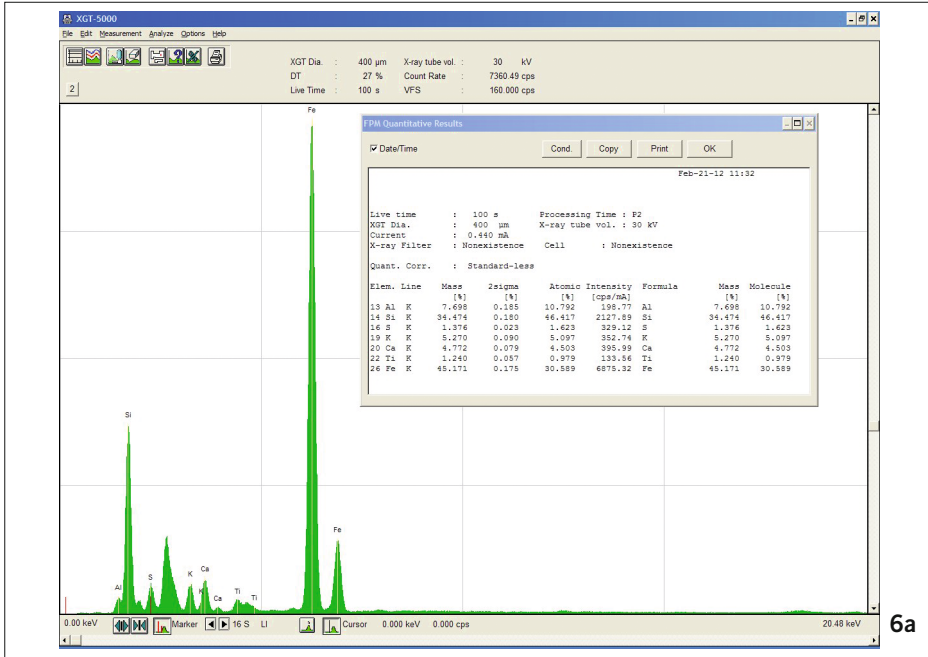 XGT-5000
File Edit Measurement Analyze Options Help
XGT Dia. : 400 µm X-ray tube vol. : 30 kV
DT : 27 % Count Rate : 7360.49 cps
2
Live Time : 100 s VFS : 160.000 cps
Fe
FPM Quantitative Results
Date/Time Cond. Copy Print OK
Feb-21-12 11:32
Live time : 100 s Processing Time : P2
XGT Dia. : 400 µm X-ray tube vol. : 30 kV
Current : 0.440 mA
X-ray Filter : Nonexistence Cell : Nonexistence
Quant. Corr. : Standard-less
Elem. Line Mass 2sigma Atomic Intensity Formula Mass Molecule
[%] [%] [%] [cps/mA] [%] [%]
13 Al K 7.698 0.185 10.792 198.77 Al 7.698 10.792
14 Si K 34.474 0.180 46.417 2127.89 Si 34.474 46.417
16 S K 1.376 0.023 1.623 329.12 S 1.376 1.623
19 K K 5.270 0.090 5.097 352.74 K 5.270 5.097
20 Ca K 4.772 0.079 4.503 395.99 Ca 4.772 4.503
22 Ti K 1.240 0.057 0.979 133.56 Ti 1.240 0.979
26 Fe K 45.171 0.175 30.589 6875.32 Fe 45.171 30.589
Si
Fe
Al S K K Ca Ca Ti Ti
0.00 keV Marker 16 S LI Cursor 0.000 keV 0.000 cps 20.48 keV
6a